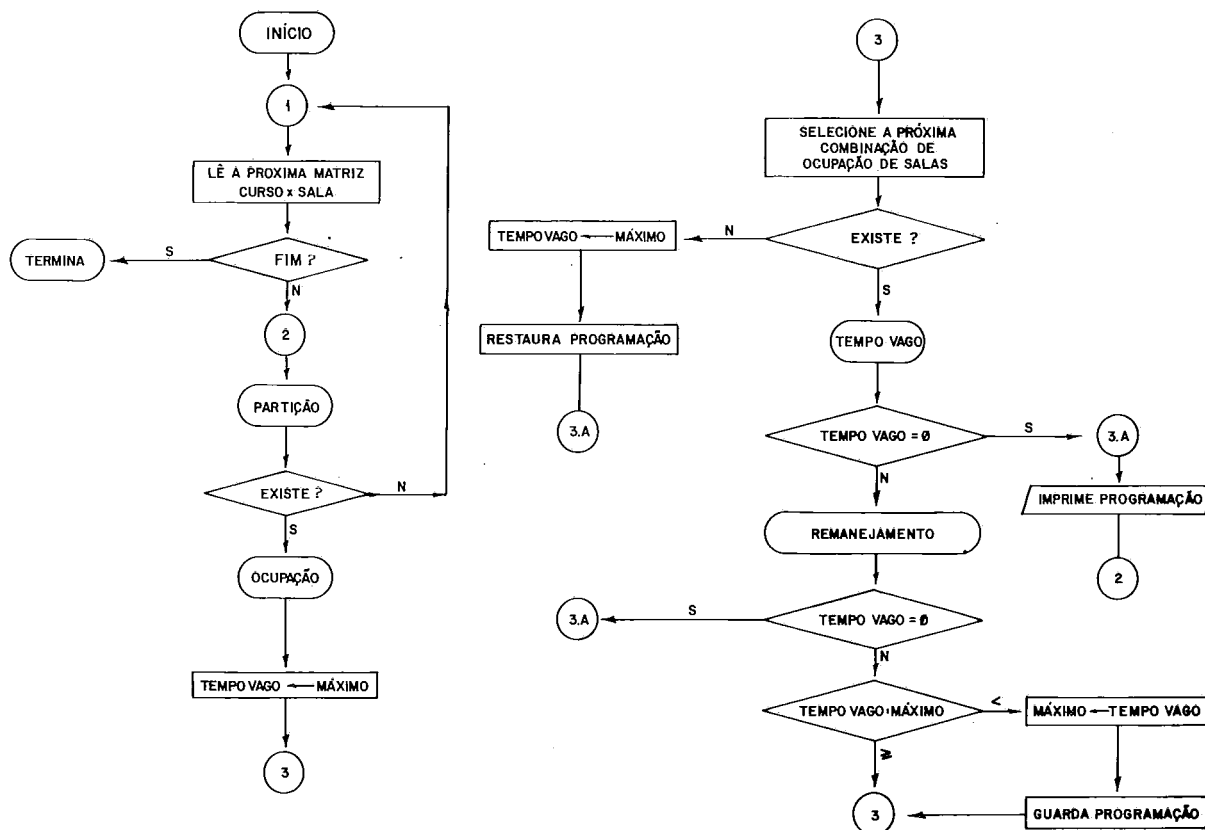 INÍCIO
1
LÊ A PRÓXIMA MATRIZ
CURSO x SALA
FIM ?
S
TERMINA
N
2
PARTIÇÃO
EXISTE ?
N
S
OCUPAÇÃO
TEMPO VAGO ← MÁXIMO
3
3
SELECIONE A PRÓXIMA
COMBINAÇÃO DE
OCUPAÇÃO DE SALAS
EXISTE ?
N
TEMPO VAGO ← MÁXIMO
RESTAURA PROGRAMAÇÃO
3.A
S
TEMPO VAGO
TEMPO VAGO = Ø
S
3.A
IMPRIME PROGRAMAÇÃO
2
N
REMANEJAMENTO
TEMPO VAGO = Ø
S
3.A
N
TEMPO VAGO : MÁXIMO
<
MÁXIMO ← TEMPO VAGO
GUARDA PROGRAMAÇÃO
3